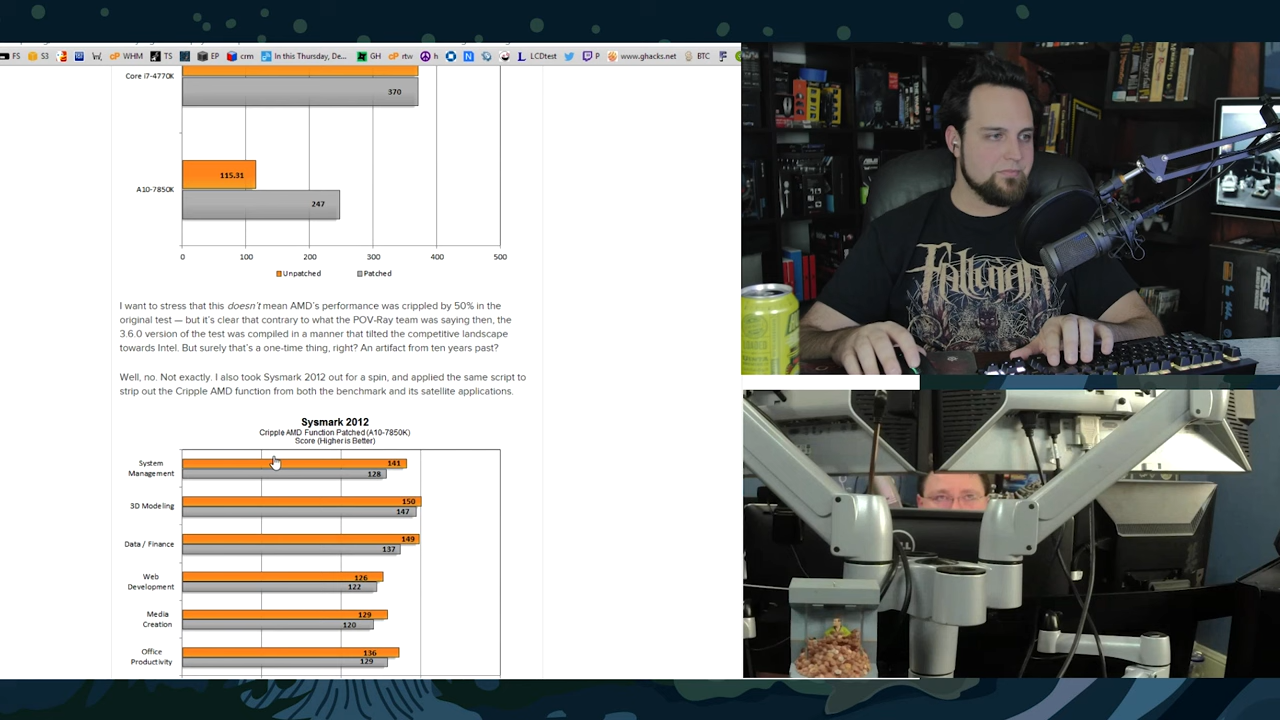 FS
S3
WHM
TS
EP
crm
In this Thursday, De...
GH
rtw
h
LCDtest
P
www.ghacks.net
BTC
Core i7-4770K
370
A10-7850K
115.31
247
0 100 200 300 400 500
Unpatched Patched
I want to stress that this doesn't mean AMD's performance was crippled by 50% in the
original test — but it's clear that contrary to what the POV-Ray team was saying then, the
3.6.0 version of the test was compiled in a manner that tilted the competitive landscape
towards Intel. But surely that's a one-time thing, right? An artifact from ten years past?
Well, no. Not exactly. I also took Sysmark 2012 out for a spin, and applied the same script to
strip out the Cripple AMD function from both the benchmark and its satellite applications.
Sysmark 2012
Cripple AMD Function Patched (A10-7850K)
Score (Higher is Better)
System
Management
141
128
3D Modeling
150
147
Data / Finance
149
137
Web
Development
126
122
Media
Creation
129
120
Office
Productivity
136
129
Fallujah